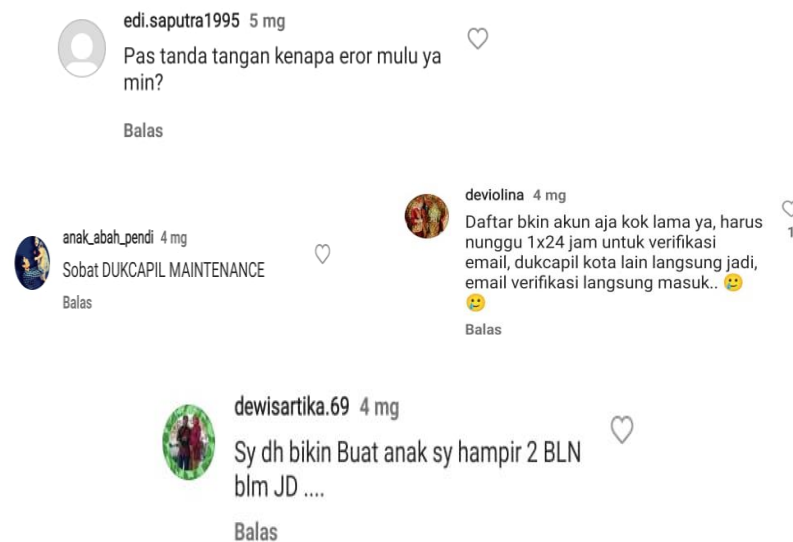 edi.saputra1995 5 mg
Pas tanda tangan kenapa eror mulu ya
min?
Balas
anak_abah_pendi 4 mg
Sobat DUKCAPIL MAINTENANCE
Balas
deviolina 4 mg
Daftar bkin akun aja kok lama ya, harus
nunggu 1x24 jam untuk verifikasi
email, dukcapil kota lain langsung jadi,
email verifikasi langsung masuk.. 🥲
🥲
1
Balas
dewisartika.69 4 mg
Sy dh bikin Buat anak sy hampir 2 BLN
blm JD ....
Balas